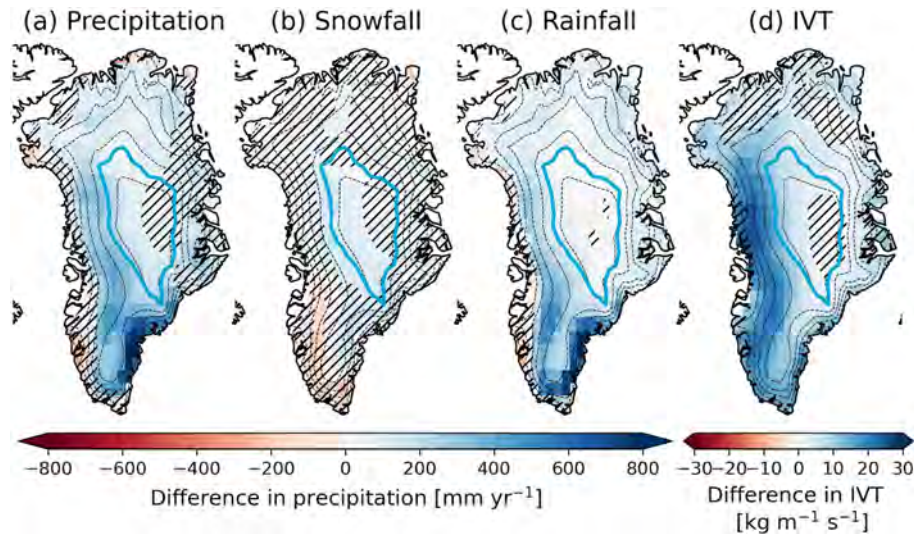 (a) Precipitation (b) Snowfall (c) Rainfall (d) IVT
−800 −600 −400 −200 0 200 400 600 800 −30 −20 −10 0 10 20 30
Difference in precipitation [mm yr⁻¹]
Difference in IVT
[kg m⁻¹ s⁻¹]